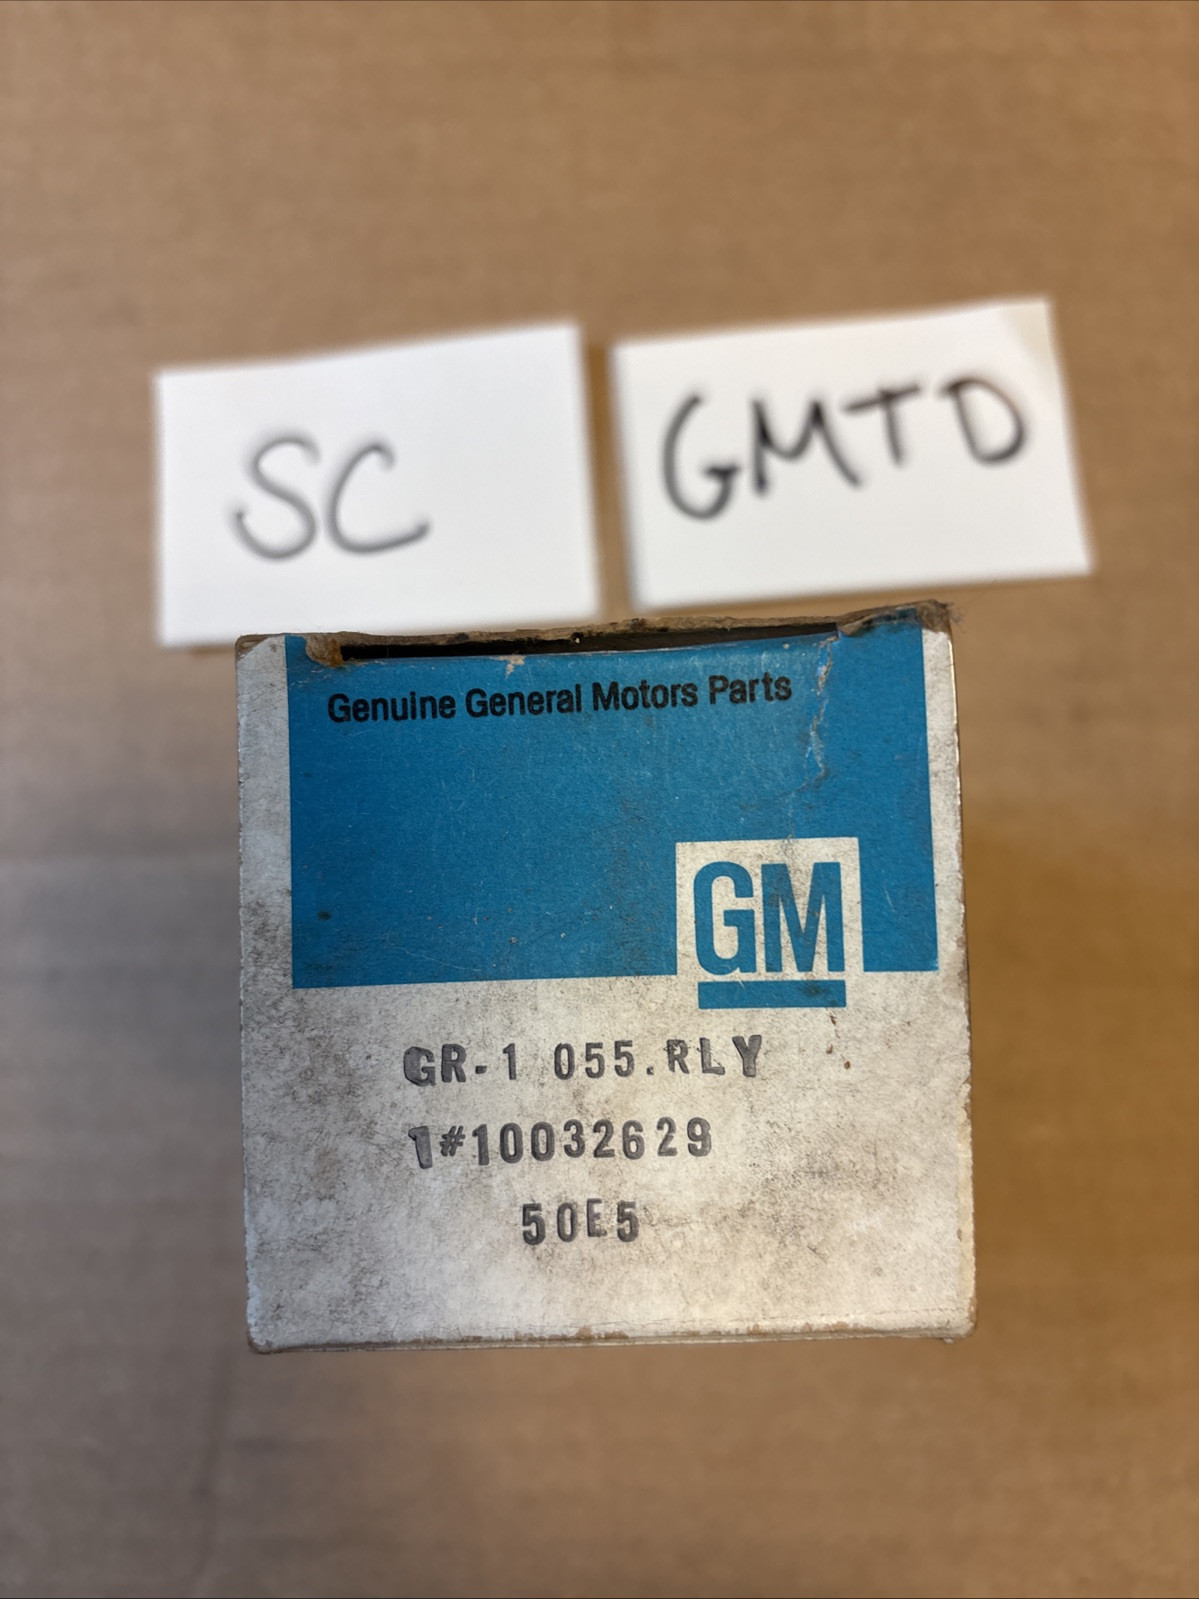 SC
GMTD
Genuine General Motors Parts
GM
GR-1 055.RLY
1#10032629
50E5